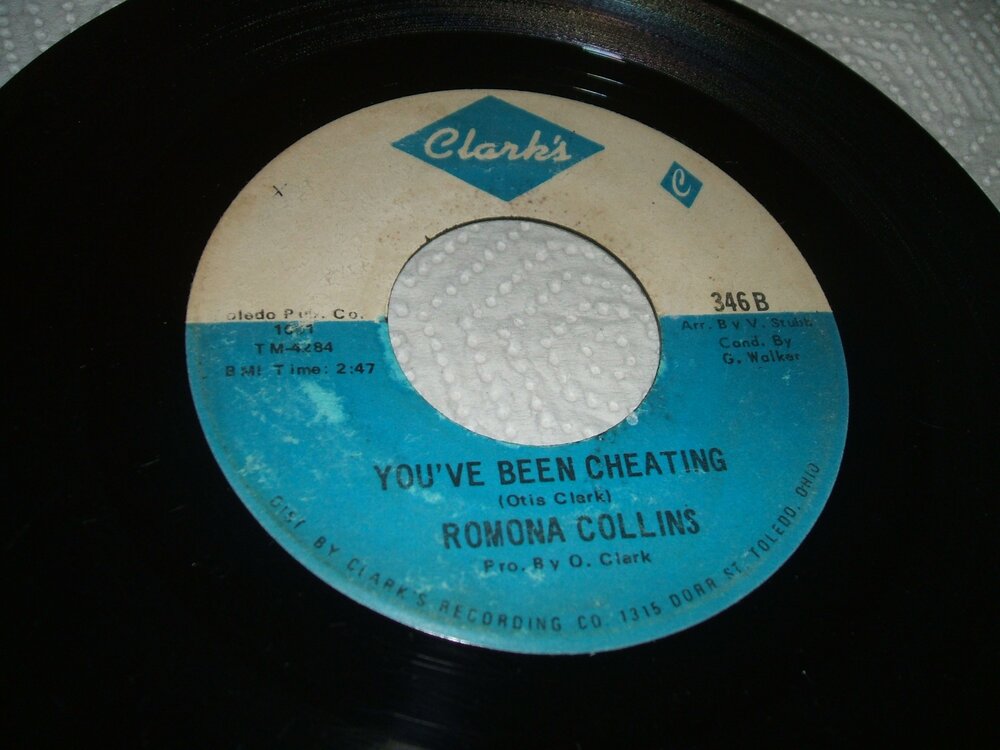 Clark's
C
346 B
Arr. By V. Stubb
Cond. By
G. Walker
Co.
TM-4284
BMI Time: 2:47
YOU'VE BEEN CHEATING
(Otis Clark)
ROMONA COLLINS
Pro. By O. Clark
DIST. BY CLARK'S RECORDING CO. 1315 DORR ST. TOLEDO, OHIO